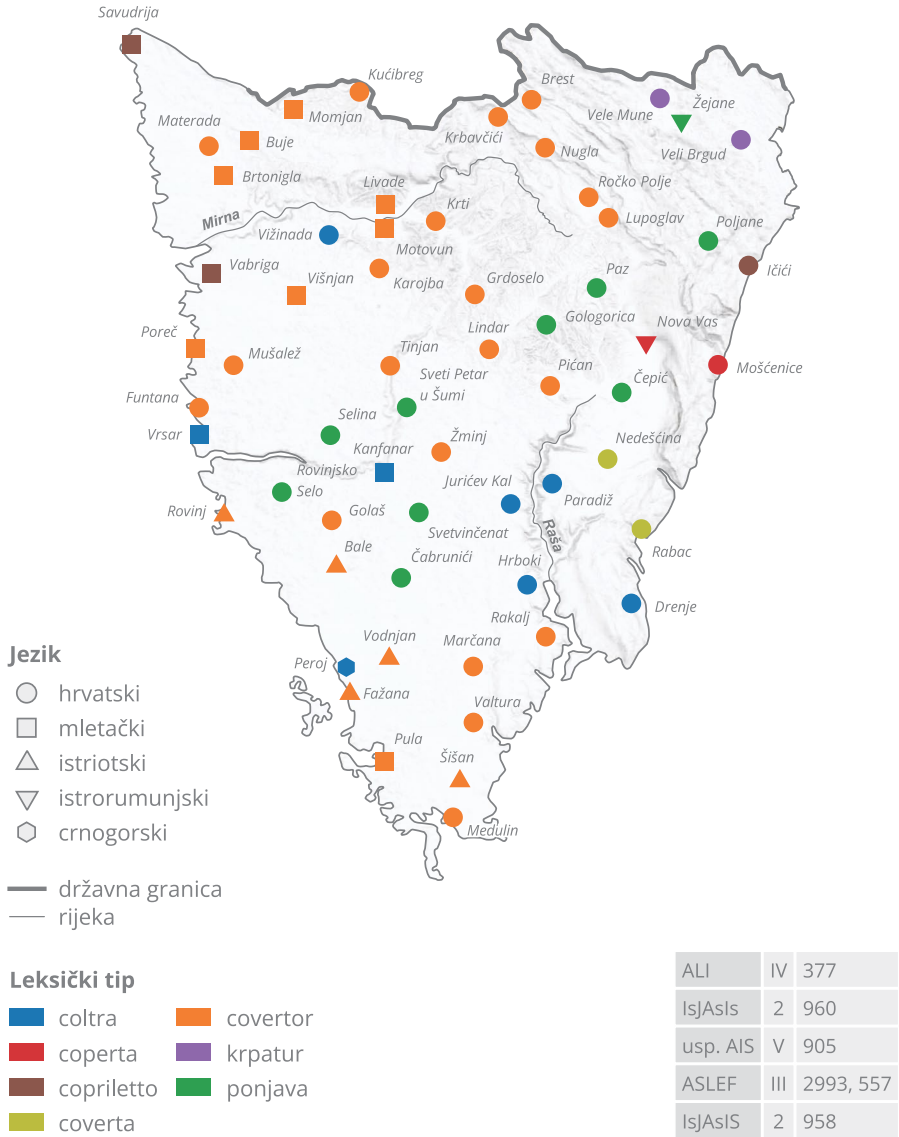 Savudrija
Kućibreg
Brest
Momjan
Vele Mune
Žejane
Materada
Krbavčići
Buje
Nugla
Veli Brgud
Brtonigla
Livade
Ročko Polje
Krti
Lupoglav
Mirna
Poljane
Vižinada
Motovun
Vabriga
Karojba
Grdoselo
Paz
Ičići
Višnjan
Gologorica
Nova Vas
Poreč
Lindar
Mušalež
Tinjan
Pićan
Mošćenice
Sveti Petar
u Šumi
Čepić
Funtana
Selina
Vrsar
Žminj
Nedešćina
Kanfanar
Rovinjsko
Selo
Jurićev Kal
Paradiž
Rovinj
Golaš
Svetvinčenat
Raša
Bale
Čabrunići
Hrboki
Rabac
Drenje
Rakalj
Vodnjan
Marčana
Peroj
Fažana
Valtura
Pula
Šišan
Medulin
Jezik
hrvatski
mletački
istriotski
istrorumunjski
crnogorski
državna granica
rijeka
Leksički tip
coltra
coperta
copriletto
coverta
covertor
krpatur
ponjava
ALI IV 377
IsJAsIs 2 960
usp. AIS V 905
ASLEF III 2993, 557
IsJAsIS 2 958